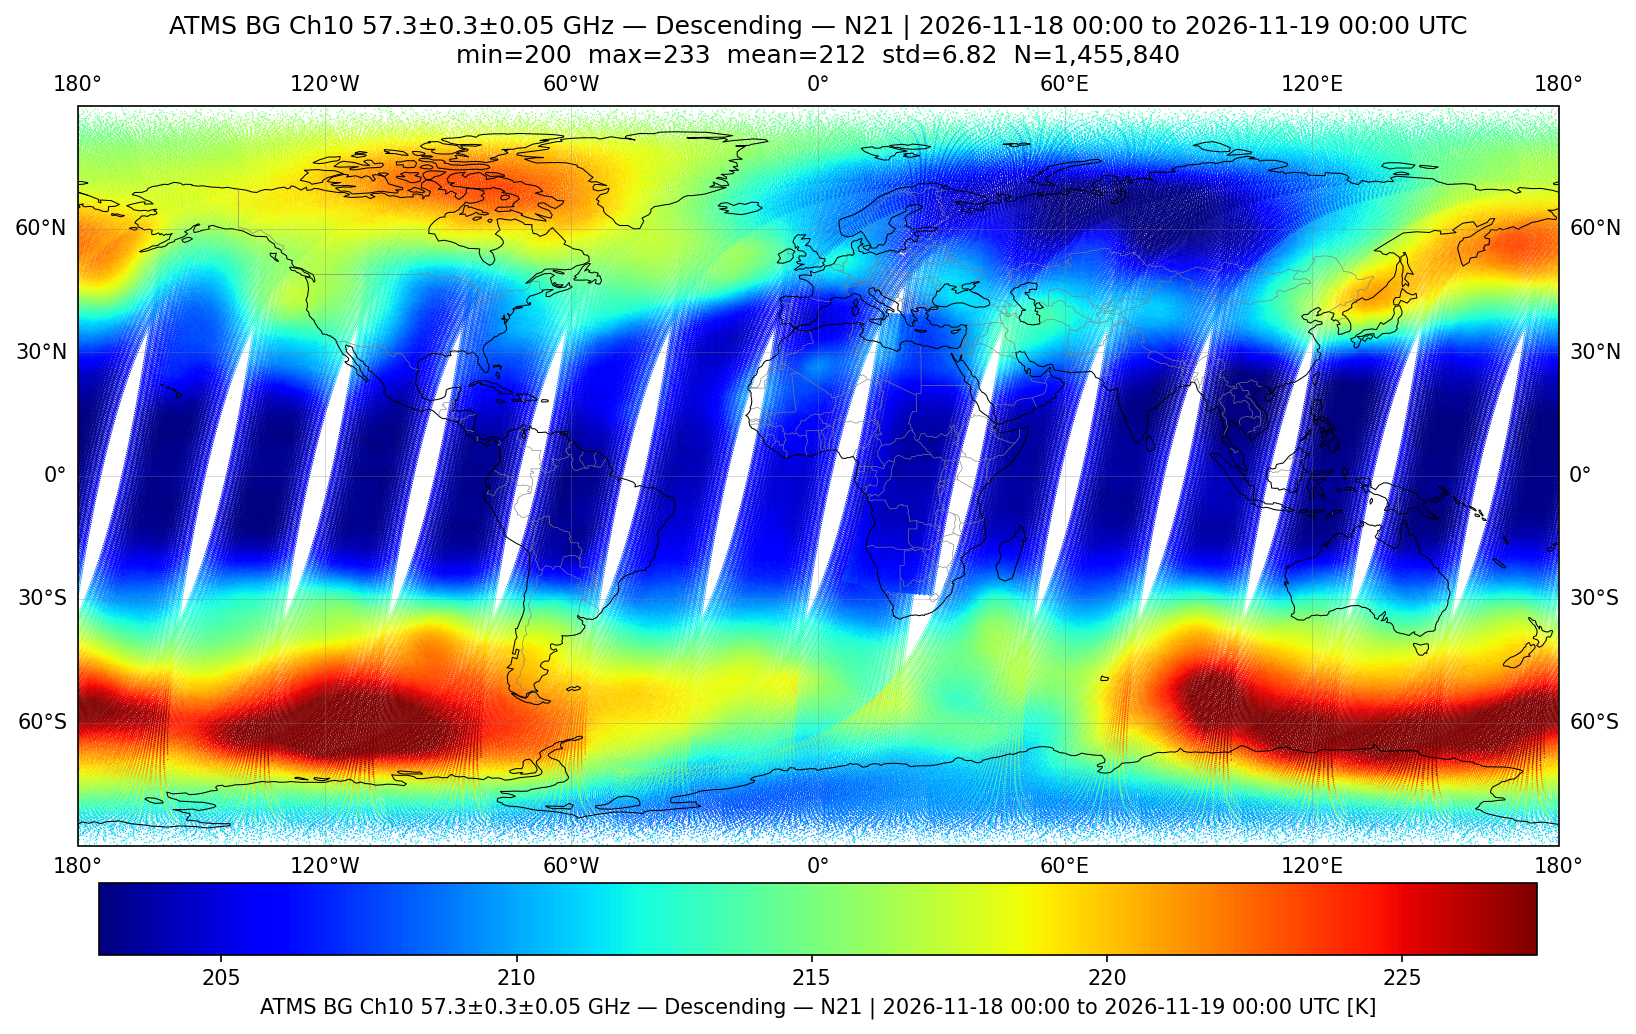 ATMS BG Ch10 57.3±0.3±0.05 GHz — Descending — N21 | 2026-11-18 00:00 to 2026-11-19 00:00 UTC
min=200 max=233 mean=212 std=6.82 N=1,455,840
180° 120°W 60°W 0° 60°E 120°E 180°
60°N 60°N
30°N 30°N
0° 0°
30°S 30°S
60°S 60°S
180° 120°W 60°W 0° 60°E 120°E 180°
205 210 215 220 225
ATMS BG Ch10 57.3±0.3±0.05 GHz — Descending — N21 | 2026-11-18 00:00 to 2026-11-19 00:00 UTC [K]